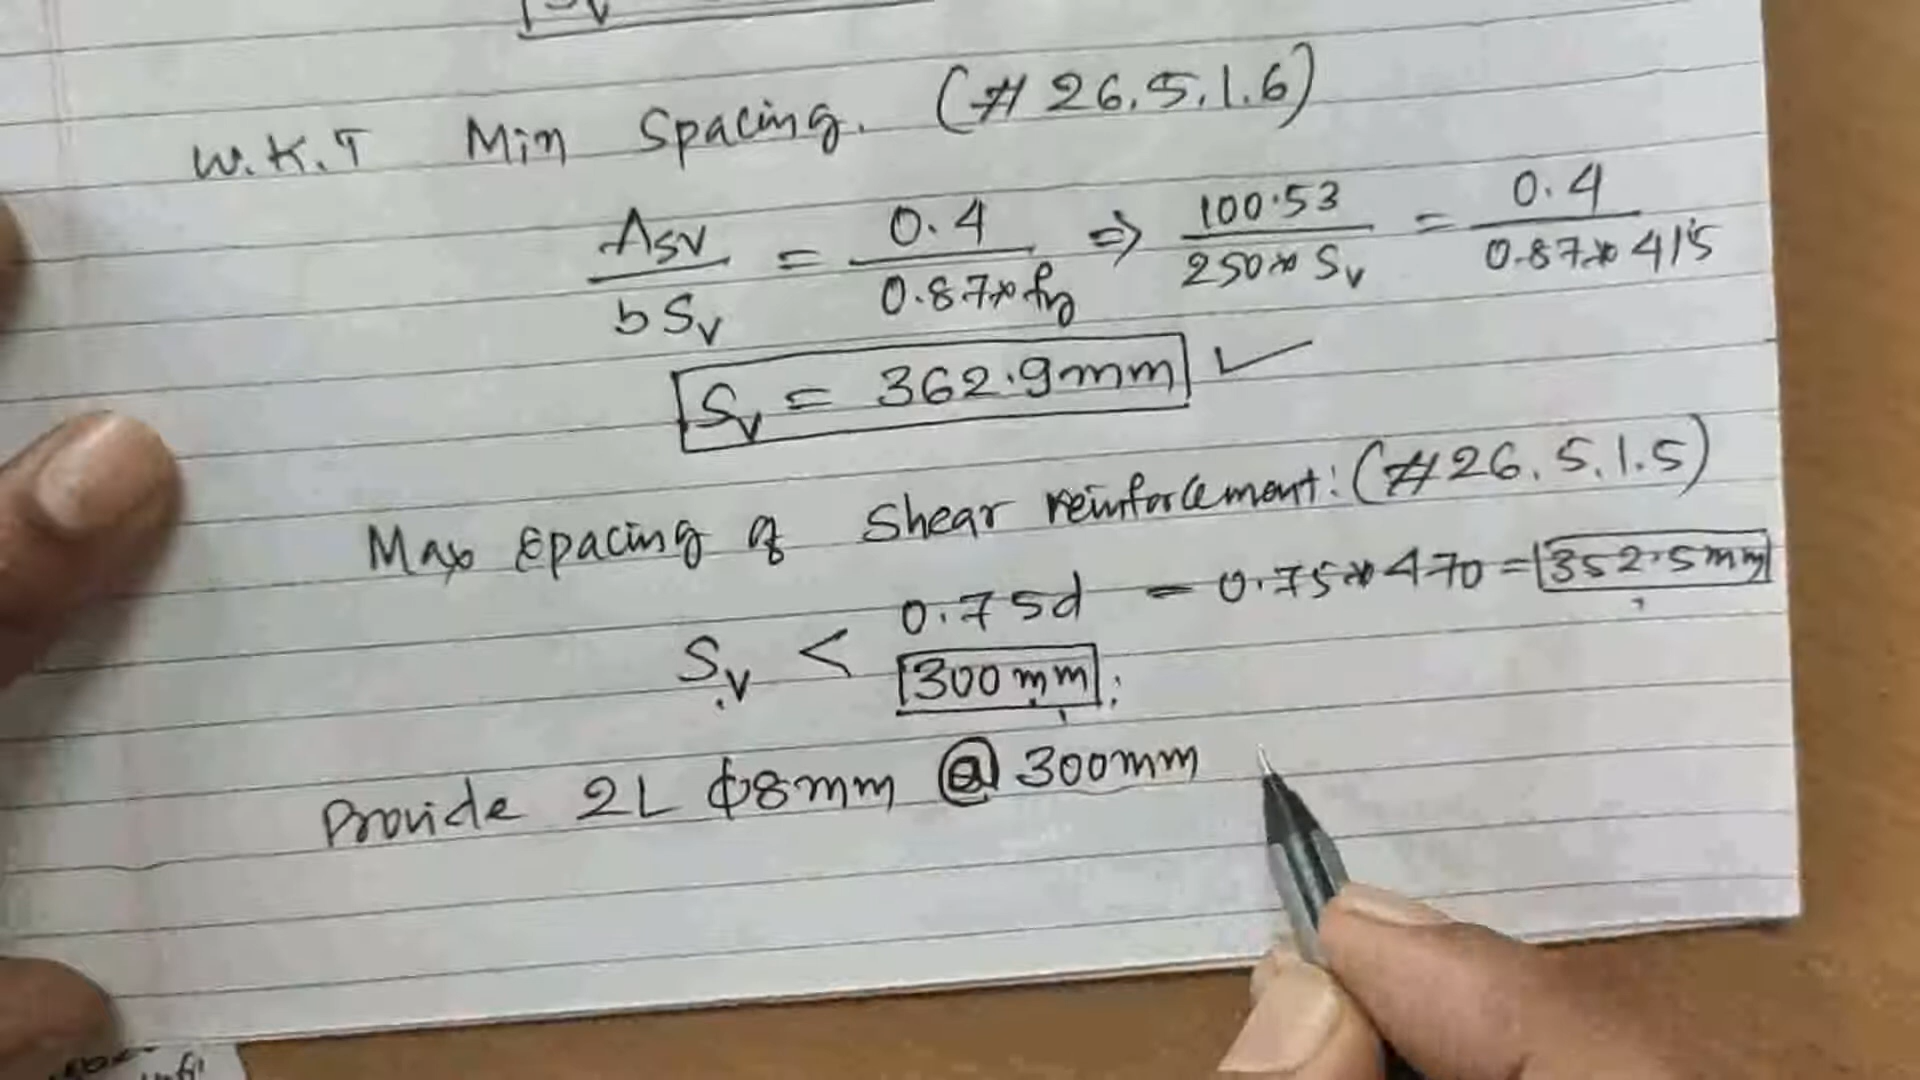 Sv
W.K.T Min Spacing. (# 26.5.1.6)
Asv / bSv = 0.4 / 0.87*fy ⇒ 100.53 / 250*Sv = 0.4 / 0.87*415
Sv = 362.9mm ✓
Max Spacing of Shear reinforcement: (#26.5.1.5)
Sv < 0.75d = 0.75*470 = 352.5mm
300mm
Provide 2L ϕ8mm @ 300mm